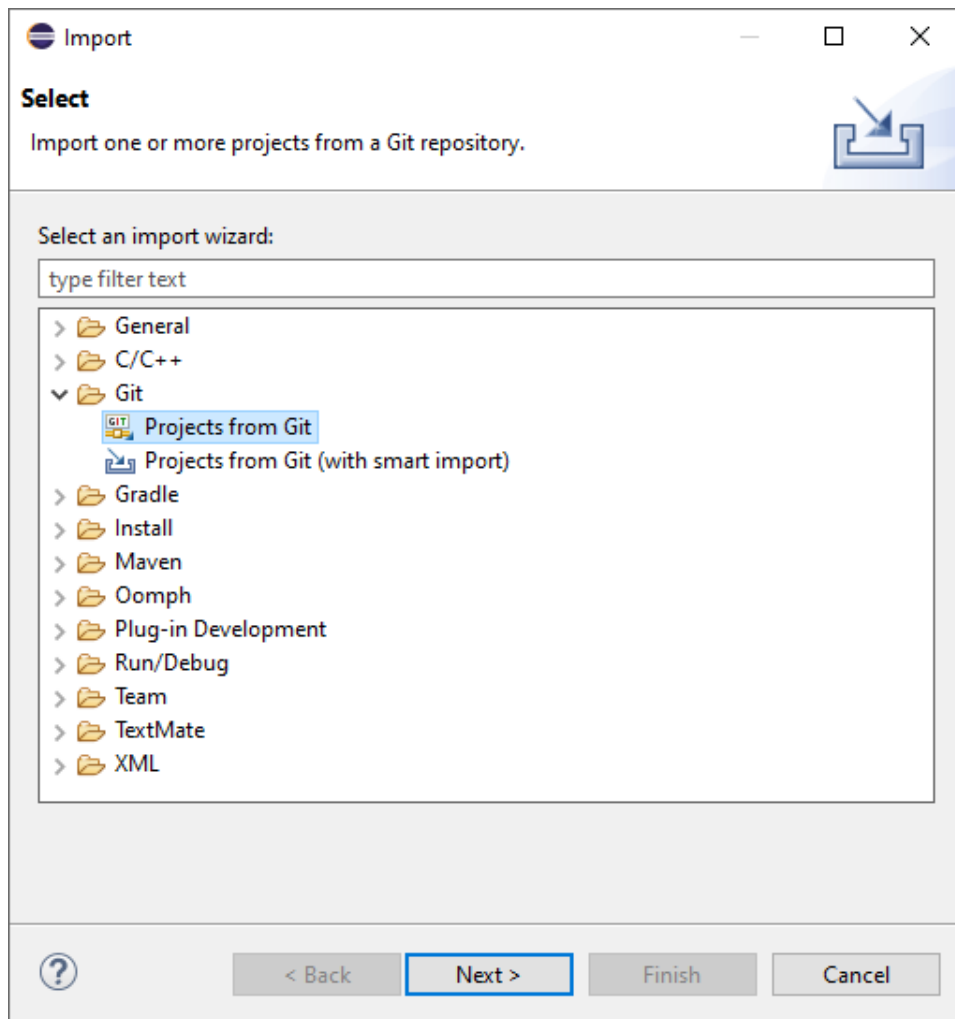 Import
Select
Import one or more projects from a Git repository.
Select an import wizard:
type filter text
General
C/C++
Git
GIT Projects from Git
Projects from Git (with smart import)
Gradle
Install
Maven
Oomph
Plug-in Development
Run/Debug
Team
TextMate
XML
? < Back Next > Finish Cancel